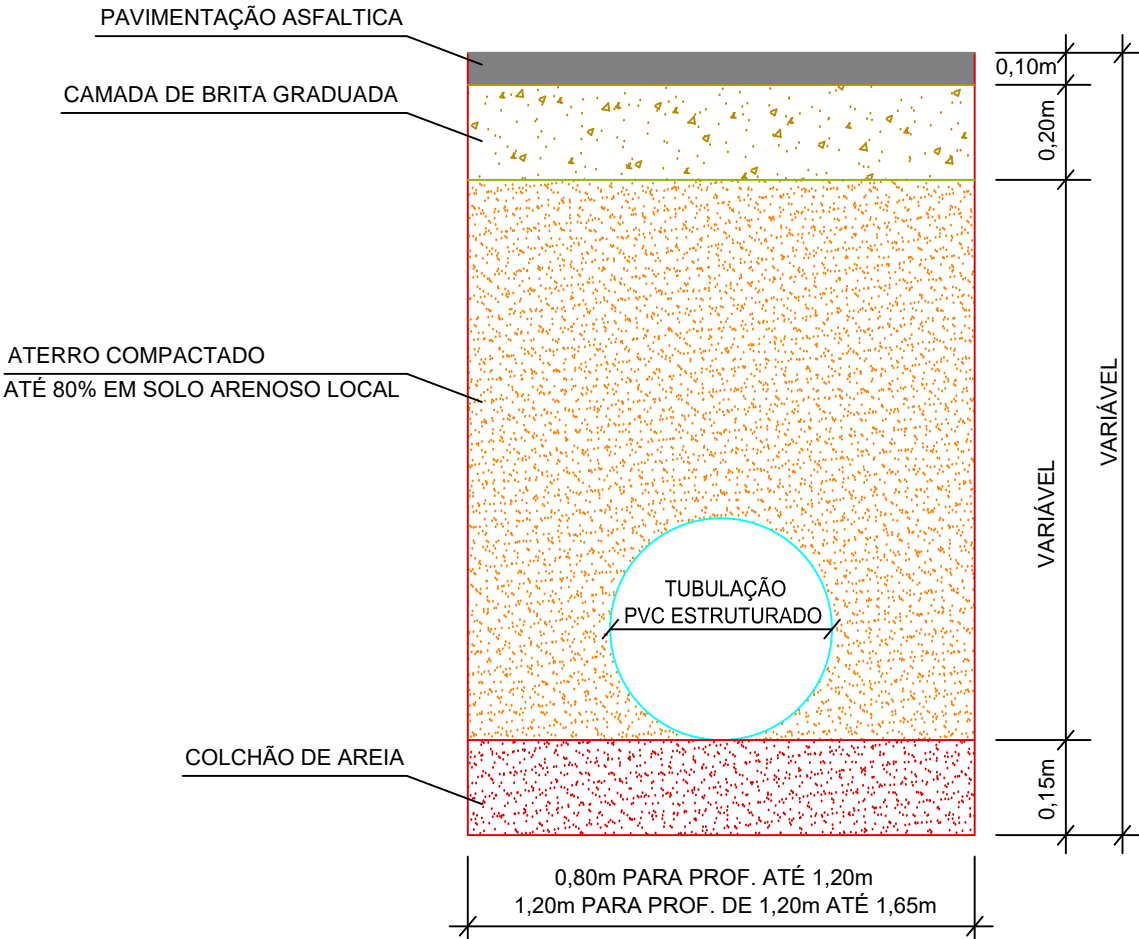 PAVIMENTAÇÃO ASFALTICA
CAMADA DE BRITA GRADUADA
ATERRO COMPACTADO
ATÉ 80% EM SOLO ARENOSO LOCAL
COLCHÃO DE AREIA
TUBULAÇÃO
PVC ESTRUTURADO
0,10m
0,20m
VARIÁVEL
VARIÁVEL
0,15m
0,80m PARA PROF. ATÉ 1,20m
1,20m PARA PROF. DE 1,20m ATÉ 1,65m